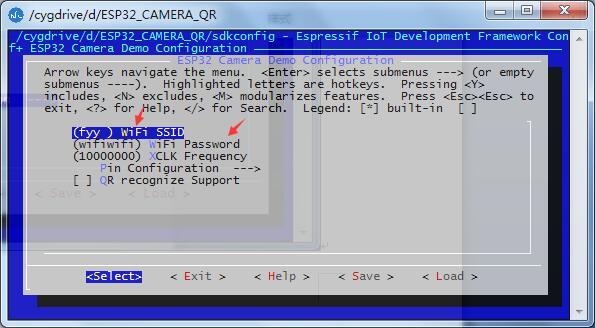 /cygdrive/d/ESP32_CAMERA_QR
/cygdrive/d/ESP32_CAMERA_QR/sdkconfig - Espressif IoT Development Framework Con
f+ ESP32 Camera Demo Configuration
ESP32 Camera Demo Configuration
Arrow keys navigate the menu.  <Enter> selects submenus ---> (or empty
submenus ----).  Highlighted letters are hotkeys.  Pressing <Y>
includes, <N> excludes, <M> modularizes features.  Press <Esc><Esc> to
exit, <?> for Help, </> for Search.  Legend: [*] built-in  [ ]
(fyy ) WiFi SSID
(wifiwifi) WiFi Password
(10000000) XCLK Frequency
Pin Configuration  --->
[ ] QR recognize Support
< Save >    < Load >
<Select>    < Exit >    < Help >    < Save >    < Load >